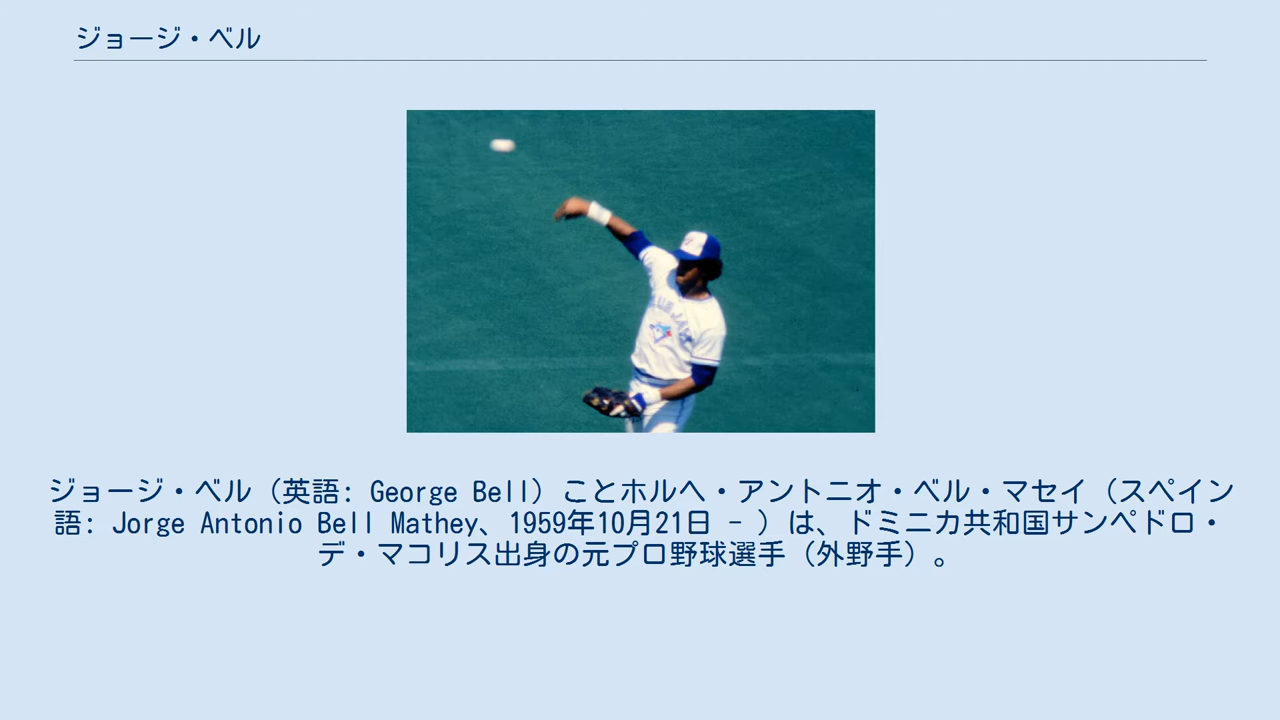 ジョージ・ベル
ジョージ・ベル（英語: George Bell）ことホルヘ・アントニオ・ベル・マセイ（スペイン
語: Jorge Antonio Bell Mathey、1959年10月21日 - ）は、ドミニカ共和国サンペドロ・
デ・マコリス出身の元プロ野球選手（外野手）。